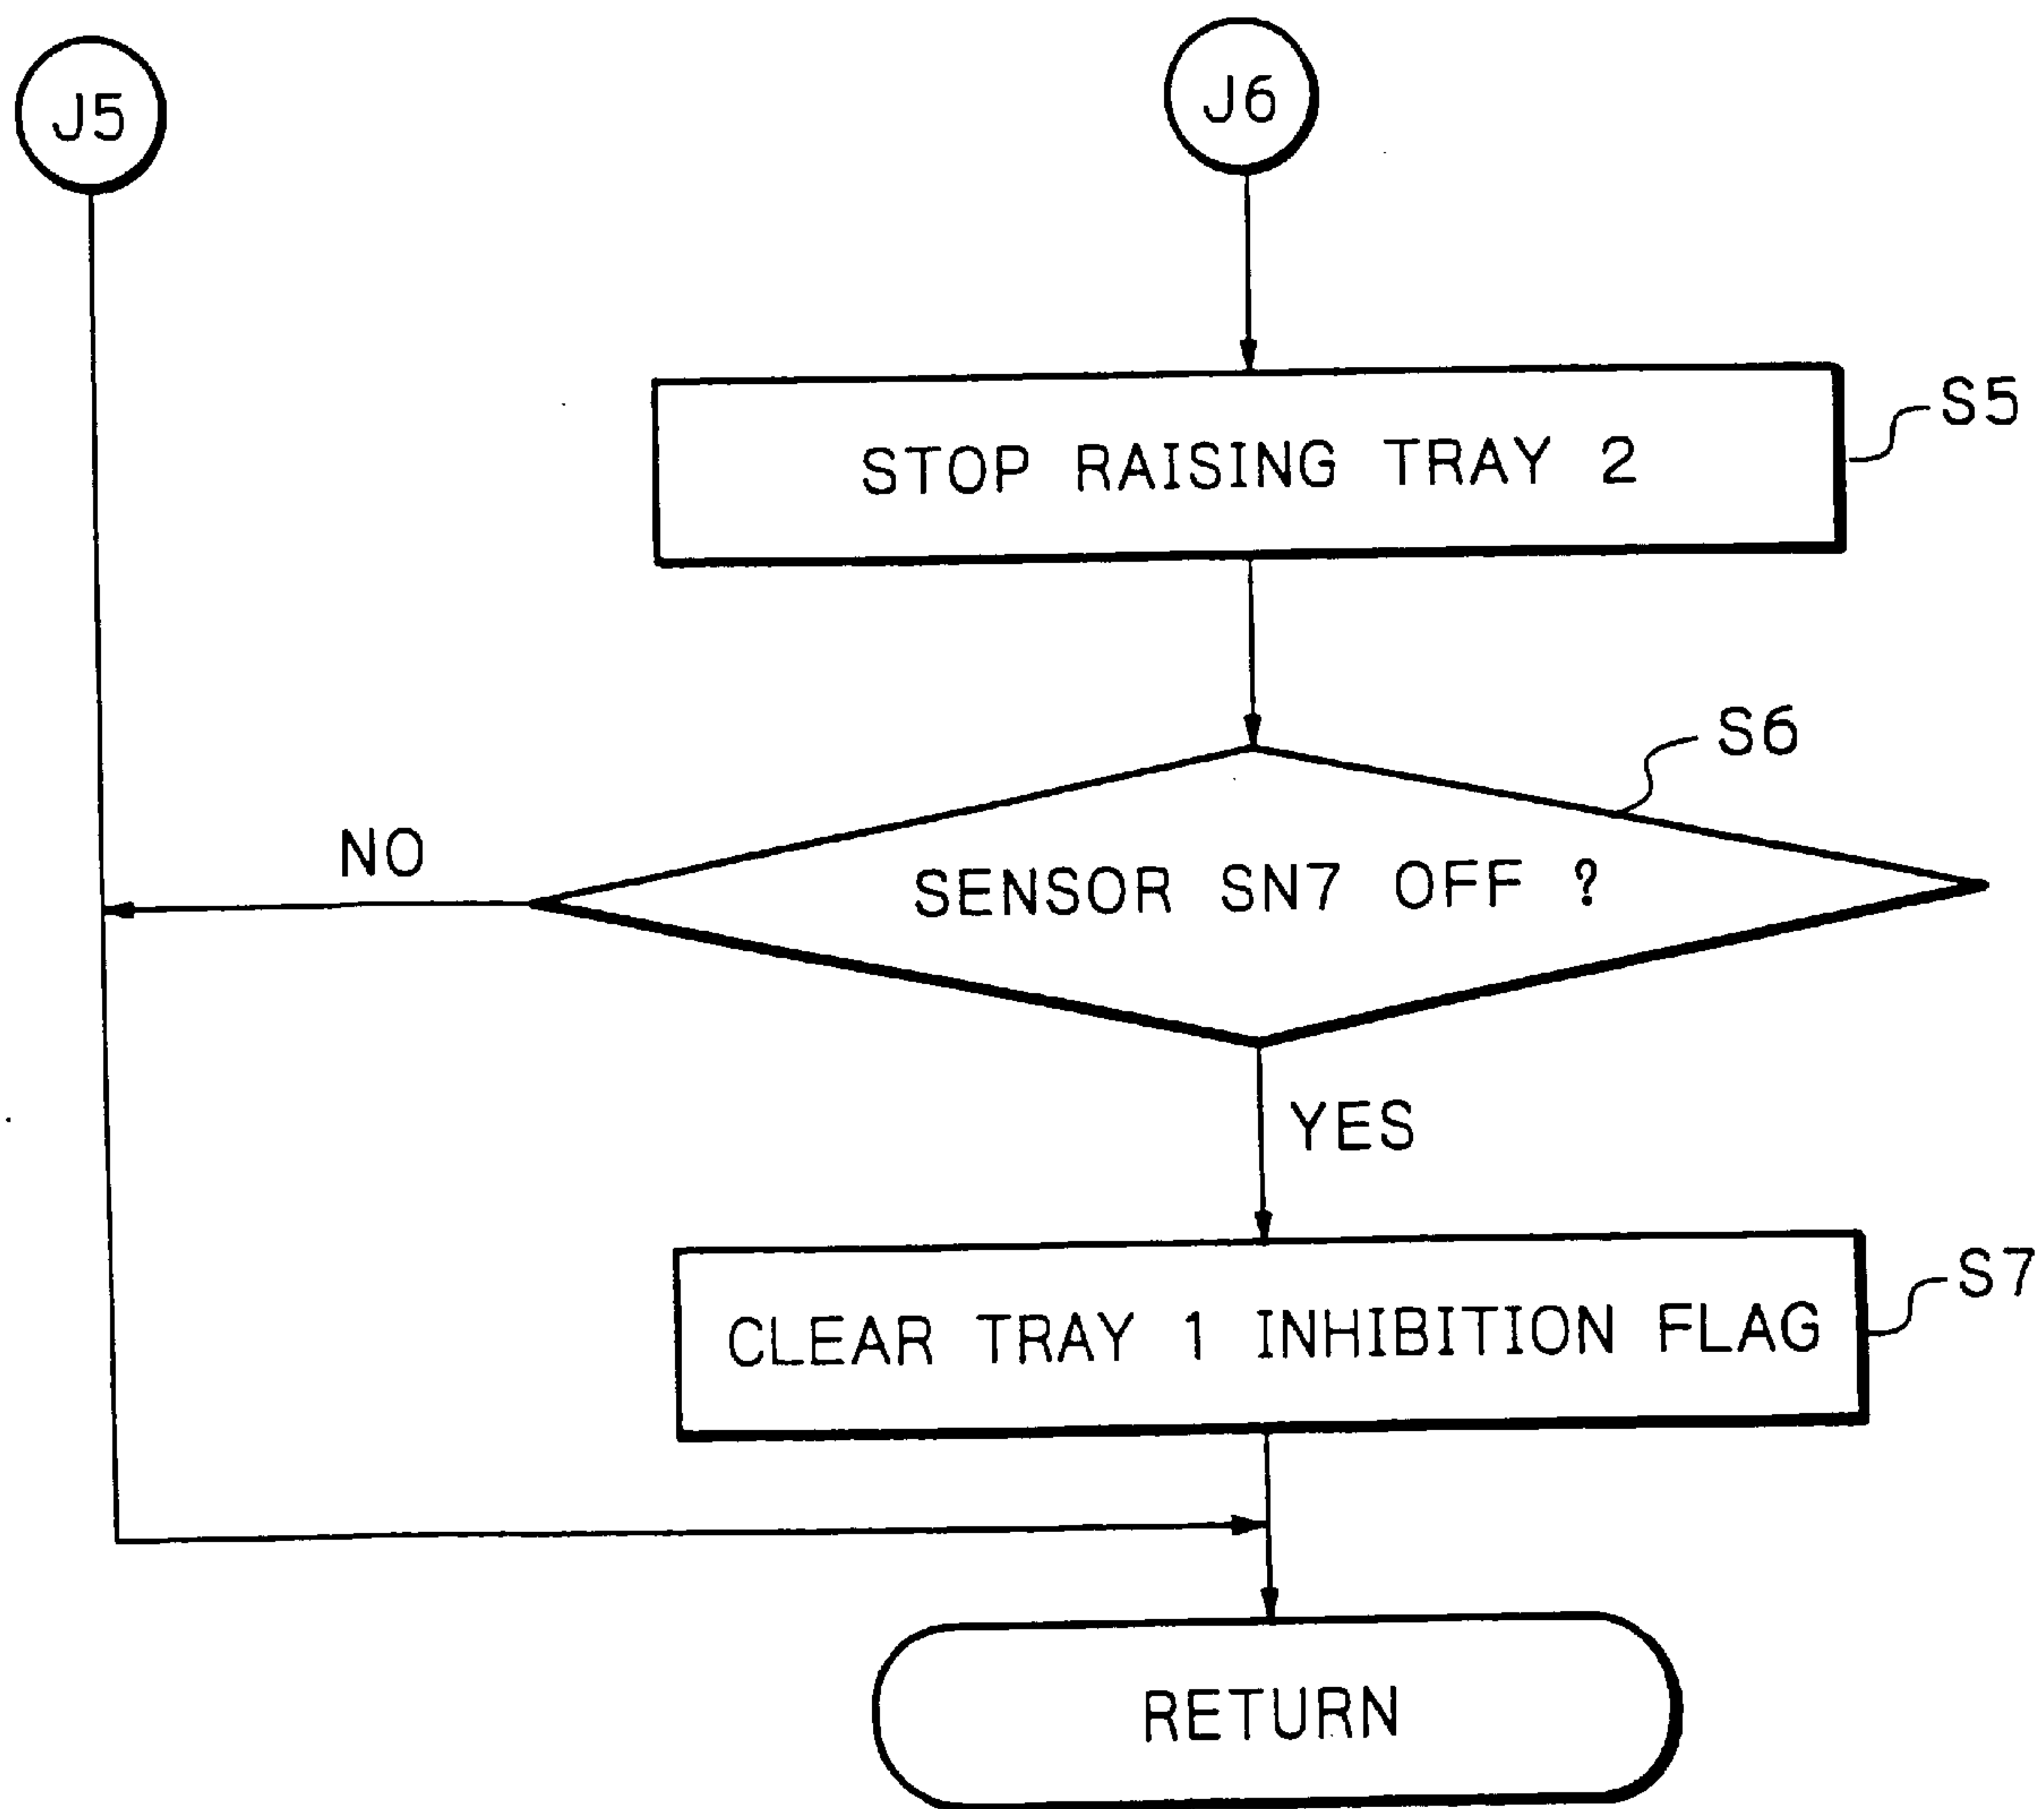 J5
J6
STOP RAISING TRAY 2
S5
S6
SENSOR SN7 OFF ?
NO
YES
S7
CLEAR TRAY 1 INHIBITION FLAG
RETURN